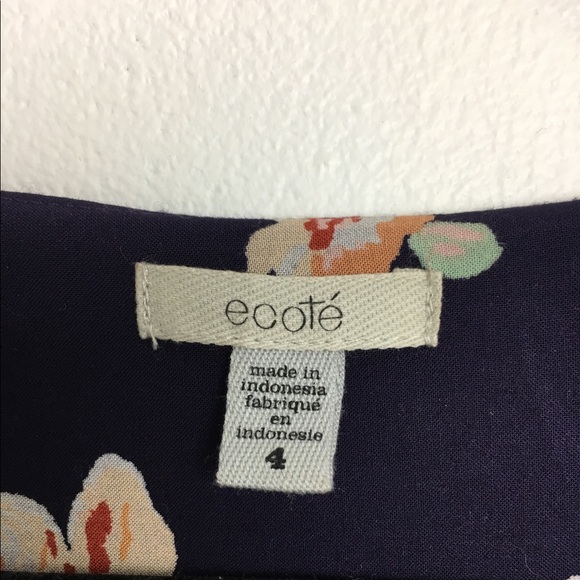 ecoté
made in
indonesia
fabriqué
en
indonesie
4